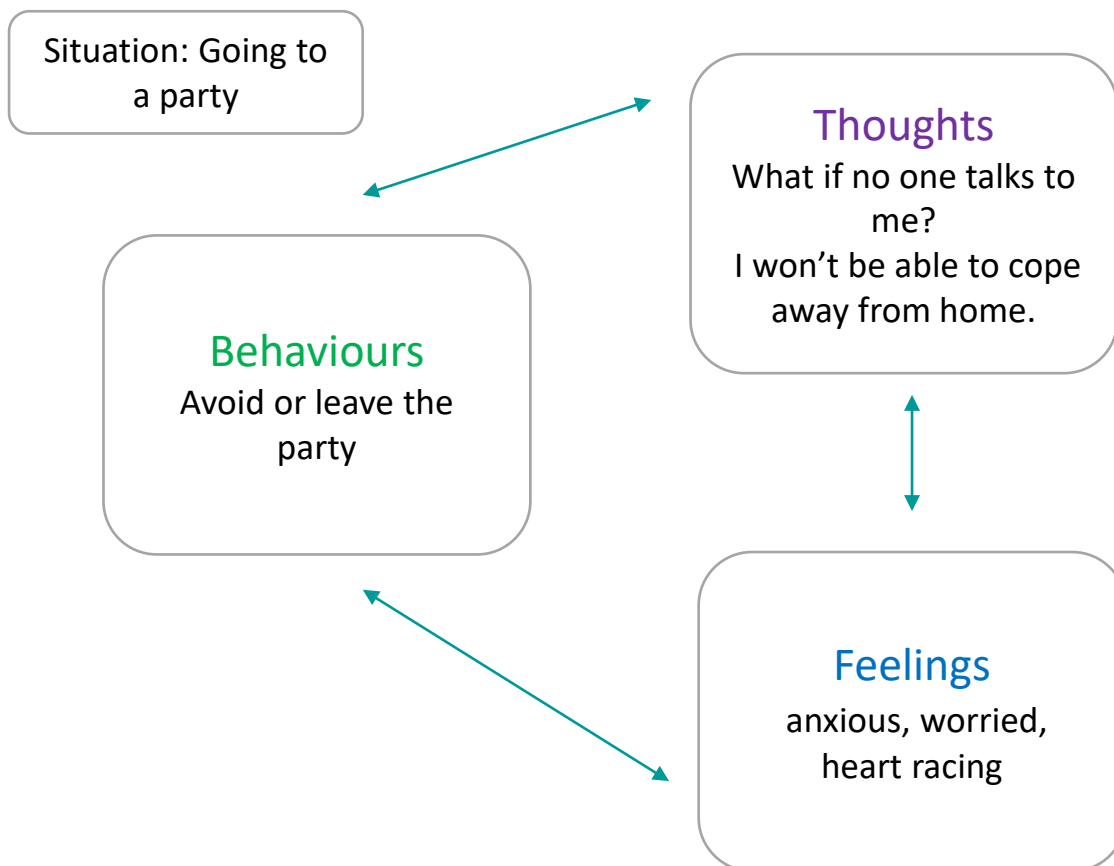 Situation: Going to
a party
Thoughts
What if no one talks to
me?
I won’t be able to cope
away from home.
Behaviours
Avoid or leave the
party
Feelings
anxious, worried,
heart racing